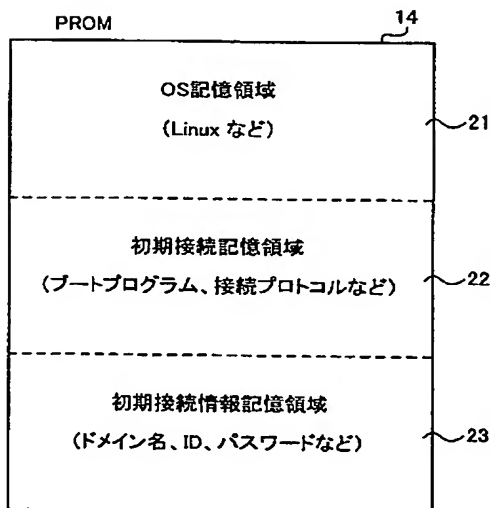 PROM
14
OS記憶領域
(Linux など)
21
初期接続記憶領域
(ブートプログラム、接続プロトコルなど)
22
初期接続情報記憶領域
(ドメイン名、ID、パスワードなど)
23